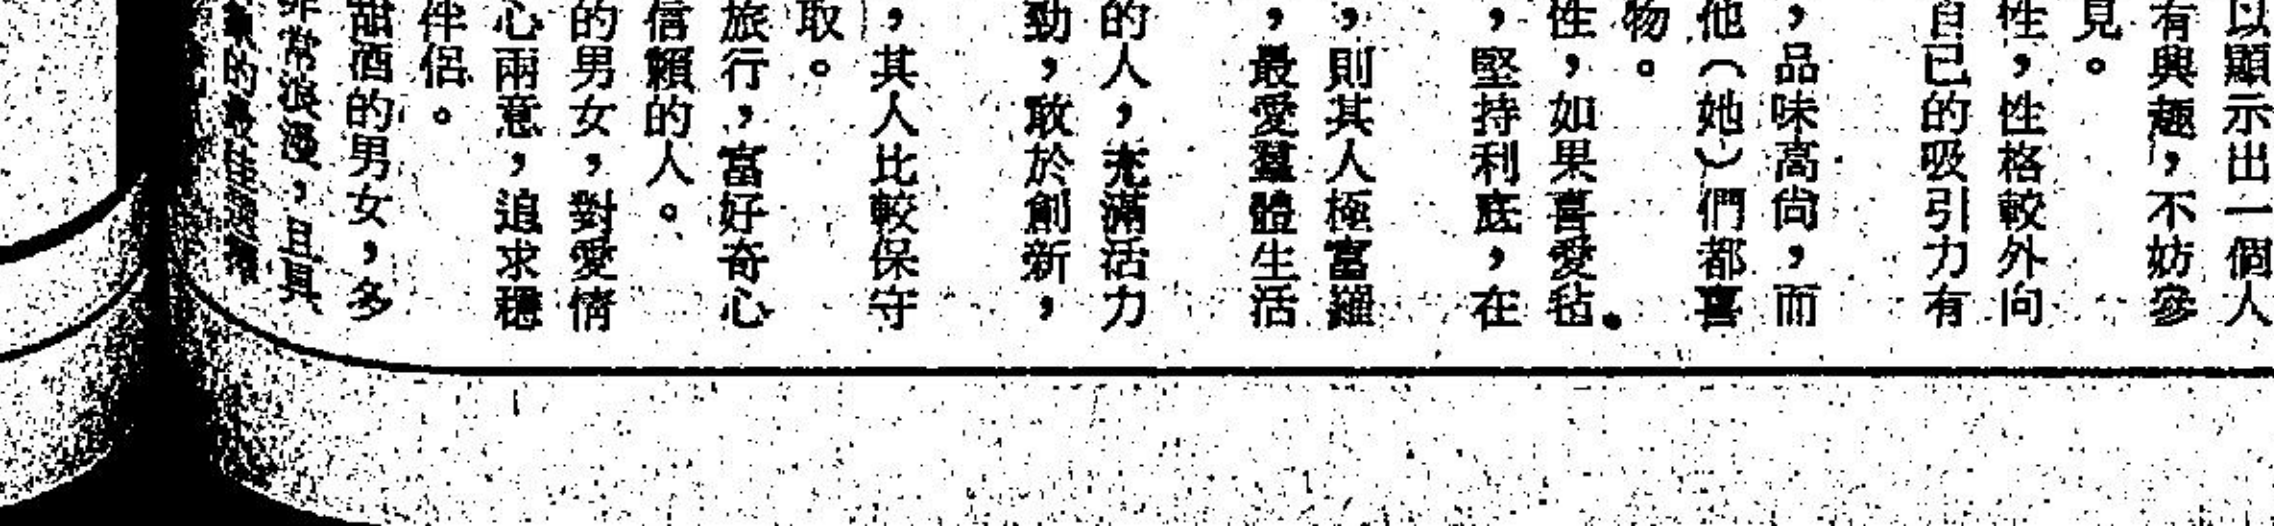 以顯示出一個人
有興趣，不妨參
見。
性，性格較外向
自己的吸引力有
，品味高尚，而
他（她）們都喜
物。
性，如果喜愛毡
，堅持利底，在
，則其人極富羅
，最愛羣體生活
的人，充滿活力
勁，敢於創新，
，其人比較保守
取。
旅行，富好奇心
信賴的人。
的男女，對愛情
心兩意，追求穩
伴侶。
甜酒的男女，多
非常浪漫，且具
的最佳選擇